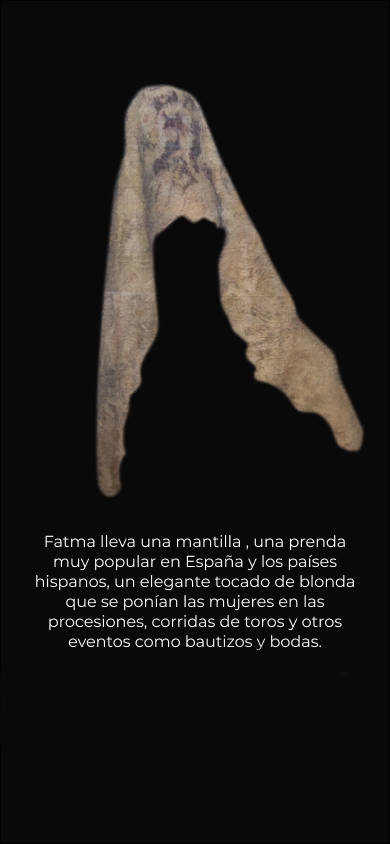 Fatma lleva una mantilla , una prenda
muy popular en España y los países
hispanos, un elegante tocado de blonda
que se ponían las mujeres en las
procesiones, corridas de toros y otros
eventos como bautizos y bodas.